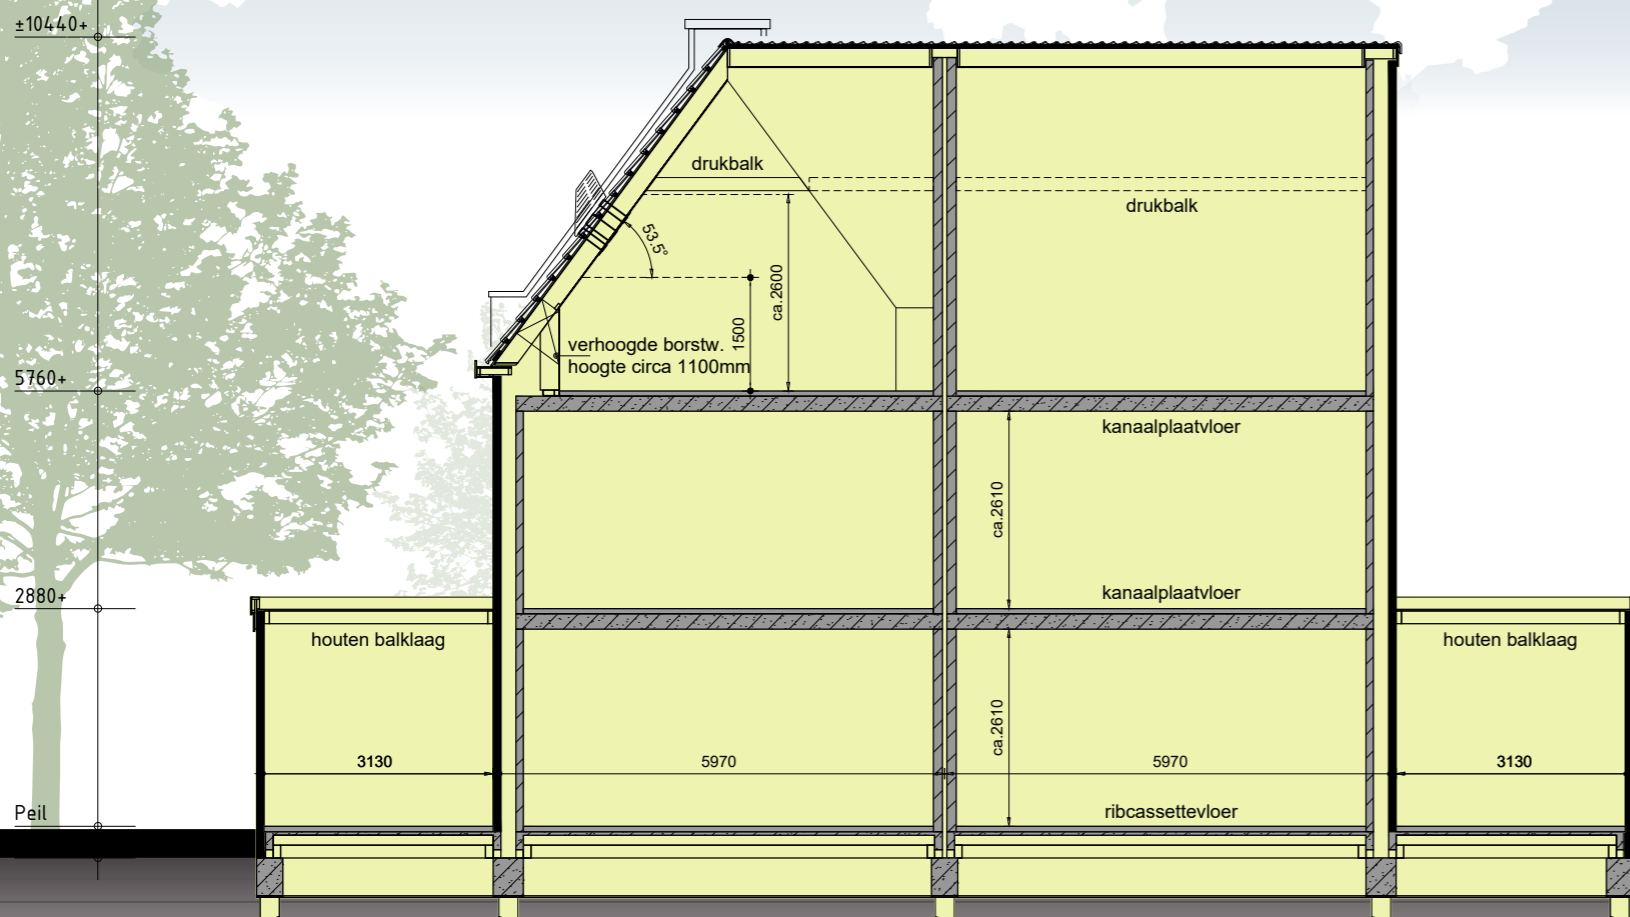 ±10440+
drukbalk
drukbalk
53.5°
ca.2600
1500
verhoogde borstw.
hoogte circa 1100mm
5760+
kanaalplaatvloer
ca.2610
kanaalplaatvloer
2880+
houten balklaag
houten balklaag
ca.2610
3130
5970
5970
3130
Peil
ribcassettevloer